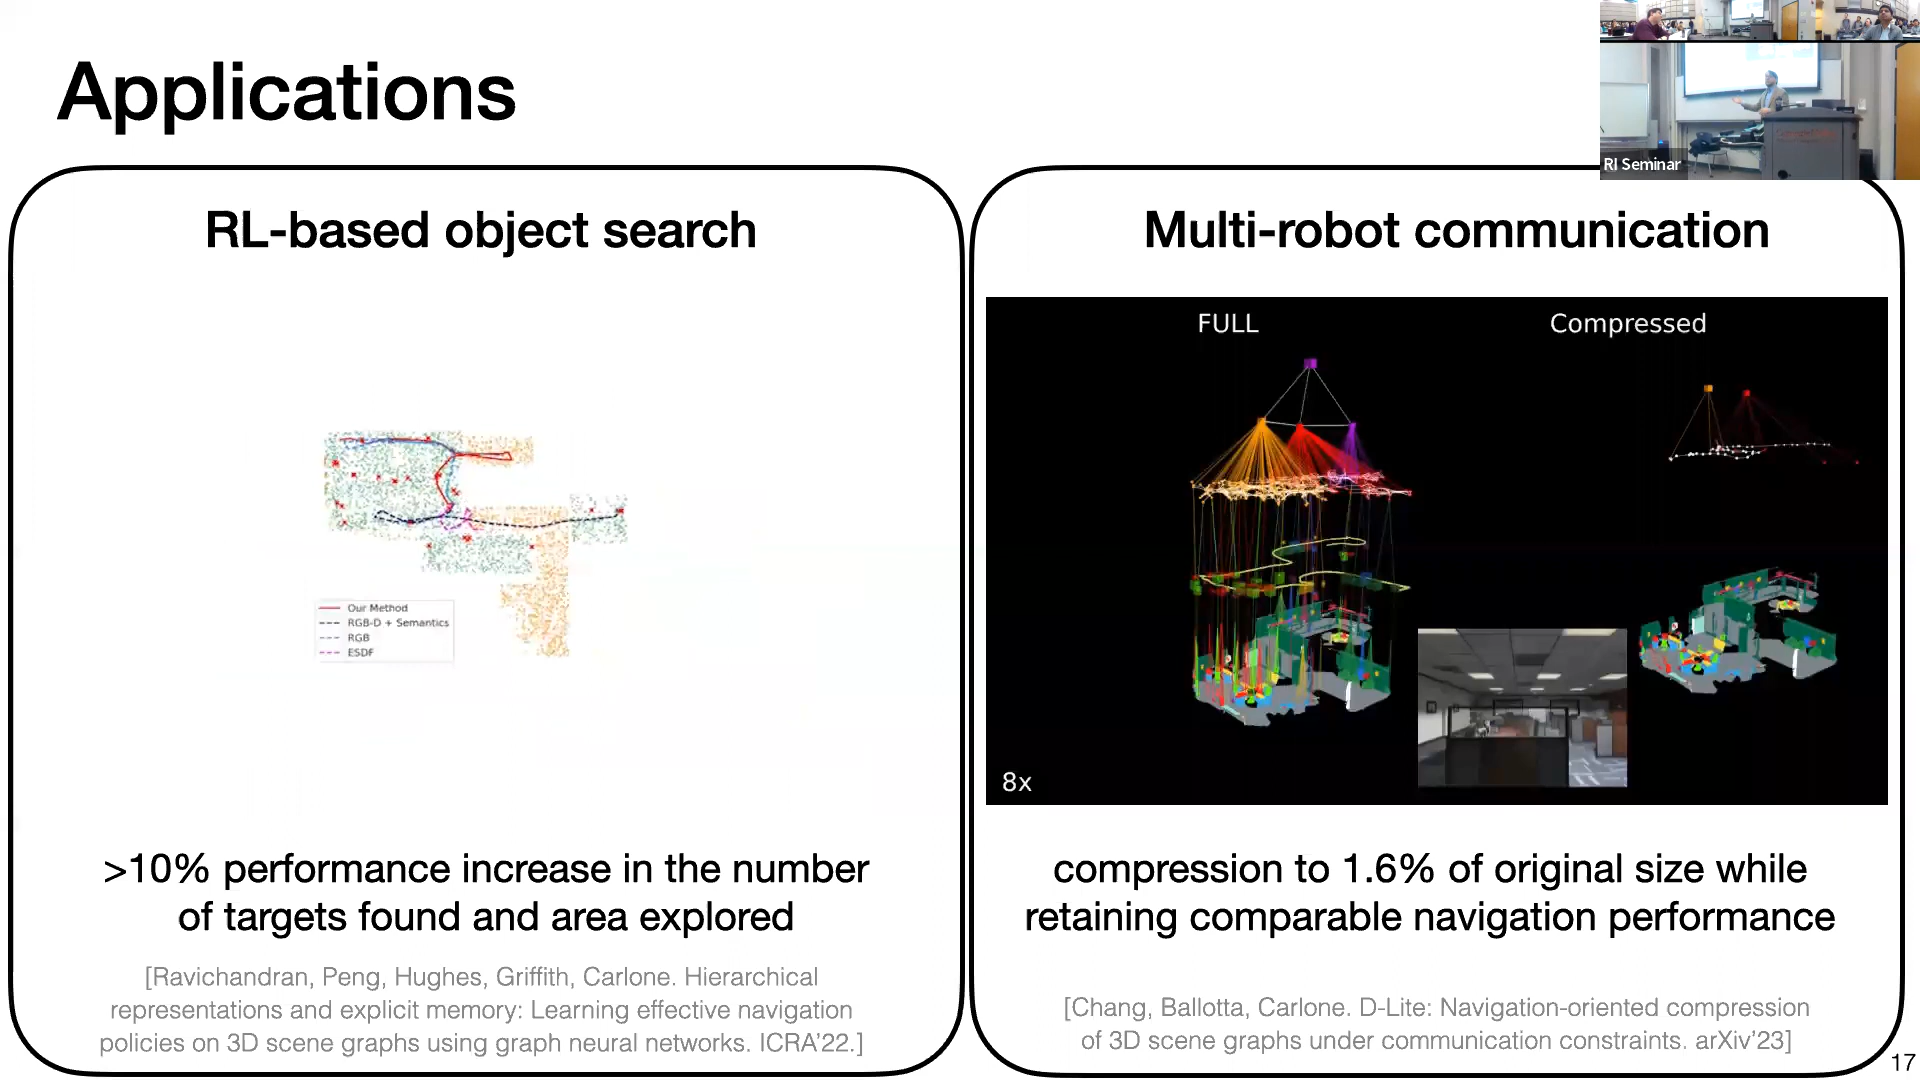 Applications
RI Seminar
RL-based object search
Our Method
RGB-D + Semantics
RGB
ESDF
>10% performance increase in the number
of targets found and area explored
[Ravichandran, Peng, Hughes, Griffith, Carlone. Hierarchical
representations and explicit memory: Learning effective navigation
policies on 3D scene graphs using graph neural networks. ICRA’22.]
Multi-robot communication
FULL
Compressed
8x
compression to 1.6% of original size while
retaining comparable navigation performance
[Chang, Ballotta, Carlone. D-Lite: Navigation-oriented compression
of 3D scene graphs under communication constraints. arXiv’23]
17